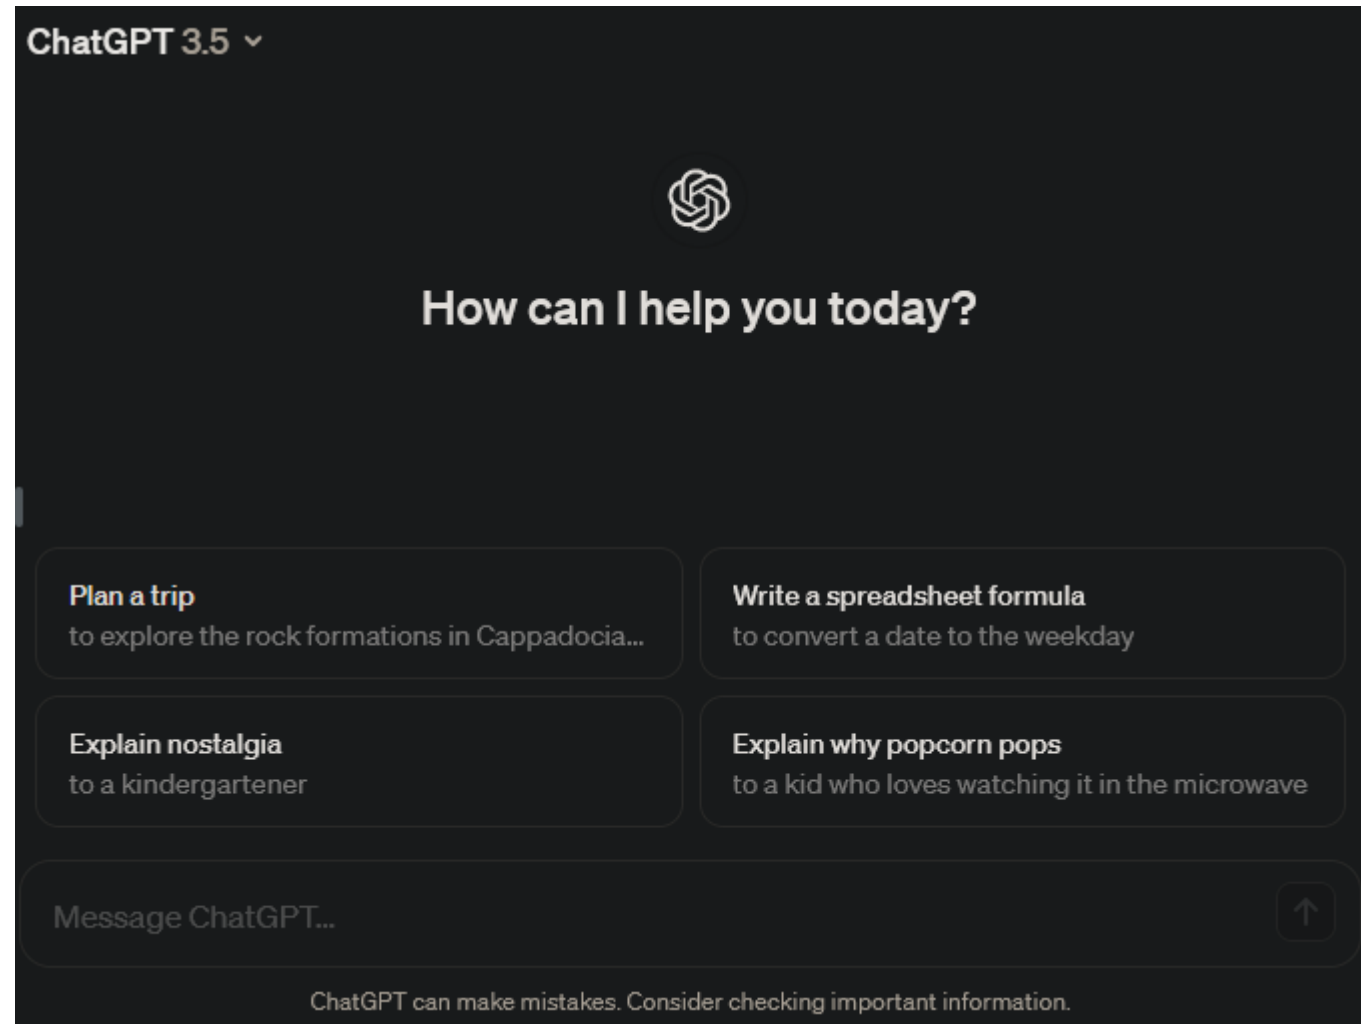 ChatGPT 3.5
How can I help you today?
Plan a trip
to explore the rock formations in Cappadocia...
Write a spreadsheet formula
to convert a date to the weekday
Explain nostalgia
to a kindergartener
Explain why popcorn pops
to a kid who loves watching it in the microwave
Message ChatGPT...
ChatGPT can make mistakes. Consider checking important information.